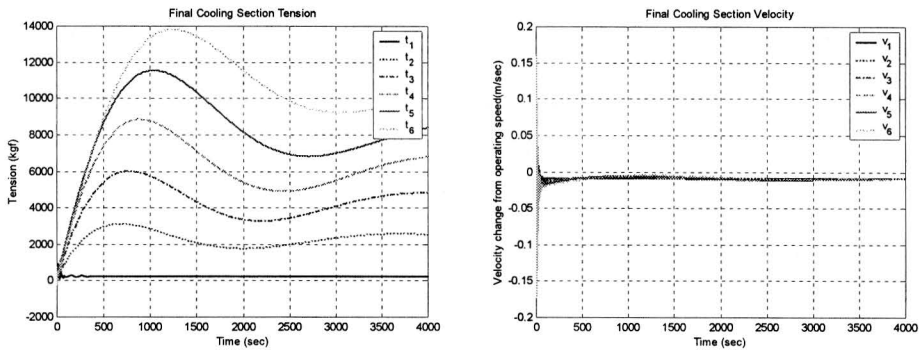 Final Cooling Section Tension
14000
12000
10000
8000
6000
4000
2000
0
-2000
Tension (kgf)
t1
t2
t3
t4
t5
t6
0 500 1000 1500 2000 2500 3000 3500 4000
Time (sec)
Final Cooling Section Velocity
0.2
0.15
0.1
0.05
0
-0.05
-0.1
-0.15
-0.2
Velocity change from operating speed(m/sec)
v1
v2
v3
v4
v5
v6
0 500 1000 1500 2000 2500 3000 3500 4000
Time (sec)